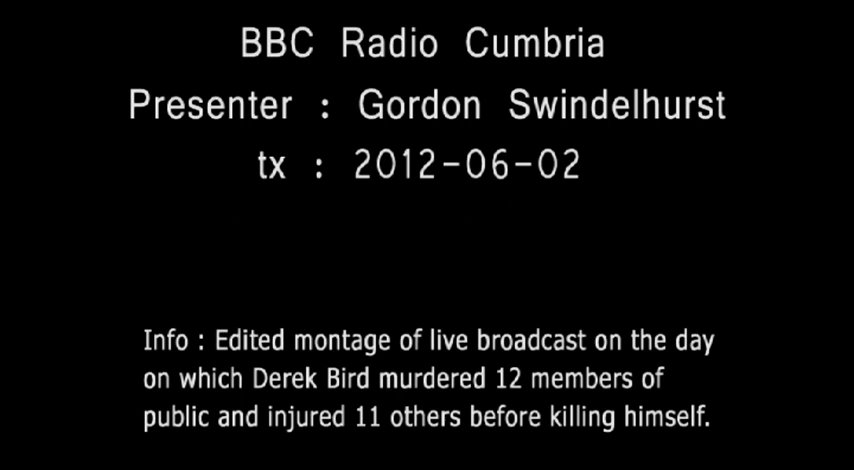 BBC Radio Cumbria
Presenter : Gordon Swindelhurst
tx : 2012-06-02
Info : Edited montage of live broadcast on the day
on which Derek Bird murdered 12 members of
public and injured 11 others before killing himself.